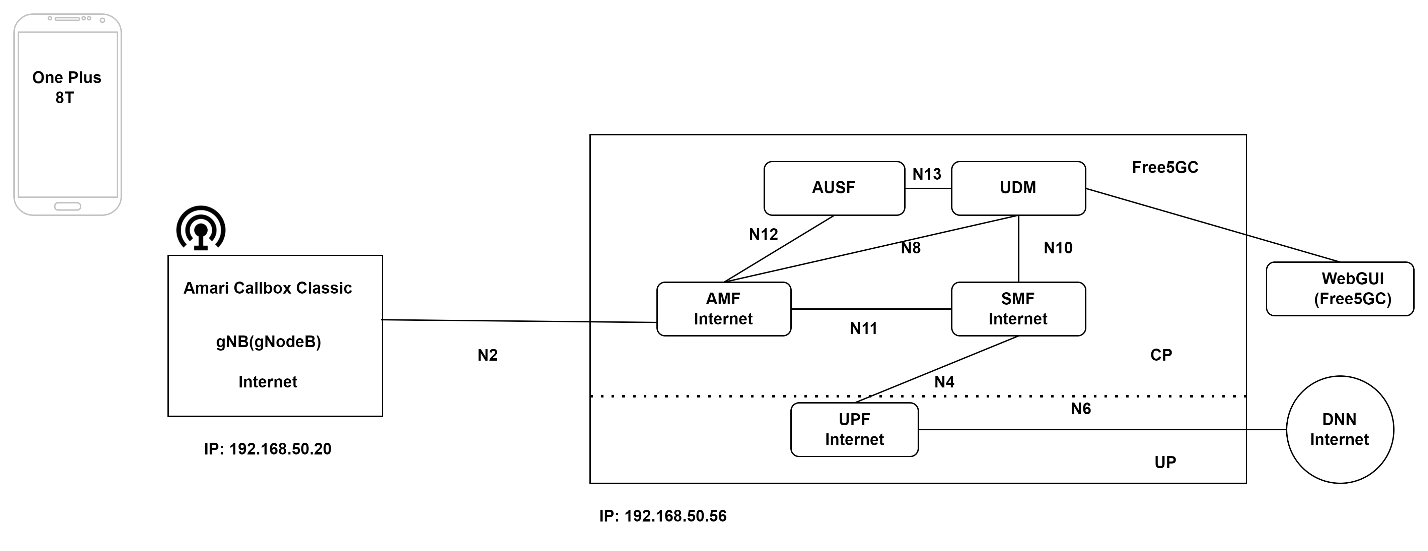 One Plus
8T
Free5GC
AUSF
N13
UDM
N12
N8
N10
Amari Callbox Classic
gNB(gNodeB)
Internet
AMF
Internet
SMF
Internet
WebGUI
(Free5GC)
N11
N2
CP
N4
N6
UPF
Internet
DNN
Internet
UP
IP: 192.168.50.20
IP: 192.168.50.56